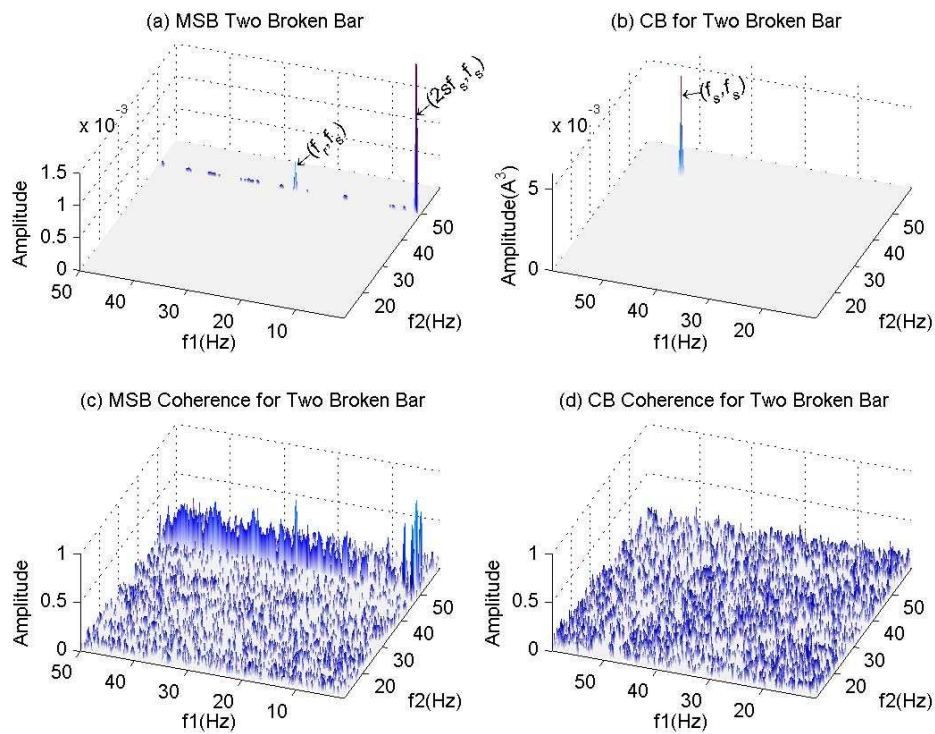 (a) MSB Two Broken Bar
(2sf_s,f_s)
(f_r,f_s)
x 10^-3
1.5
1
0.5
0
Amplitude
50
40
30
20
10
f1(Hz)
50
40
30
20
f2(Hz)
(b) CB for Two Broken Bar
(f_s,f_s)
x 10^-3
5
0
Amplitude(A^3)
50
40
30
20
f1(Hz)
50
40
30
20
f2(Hz)
(c) MSB Coherence for Two Broken Bar
1
0.5
0
Amplitude
50
40
30
20
10
f1(Hz)
50
40
30
20
f2(Hz)
(d) CB Coherence for Two Broken Bar
1
0.5
0
Amplitude
50
40
30
20
f1(Hz)
50
40
30
20
f2(Hz)